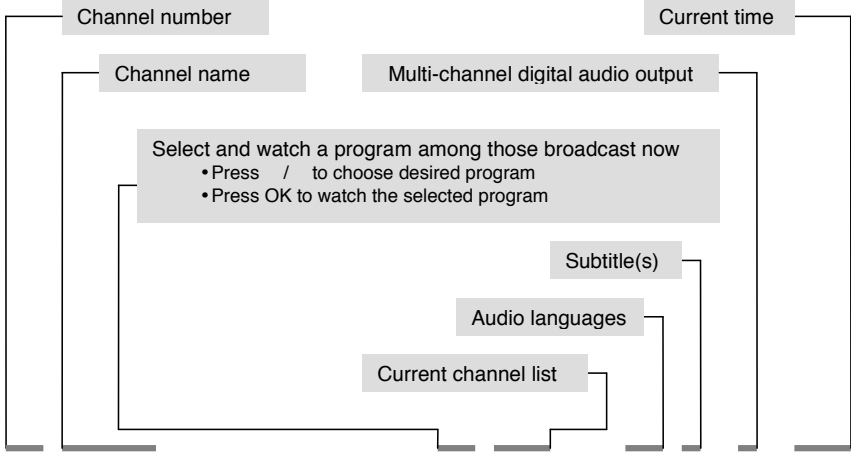 Channel number
Current time
Channel name
Multi-channel digital audio output
Select and watch a program among those broadcast now
• Press / to choose desired program
• Press OK to watch the selected program
Subtitle(s)
Audio languages
Current channel list